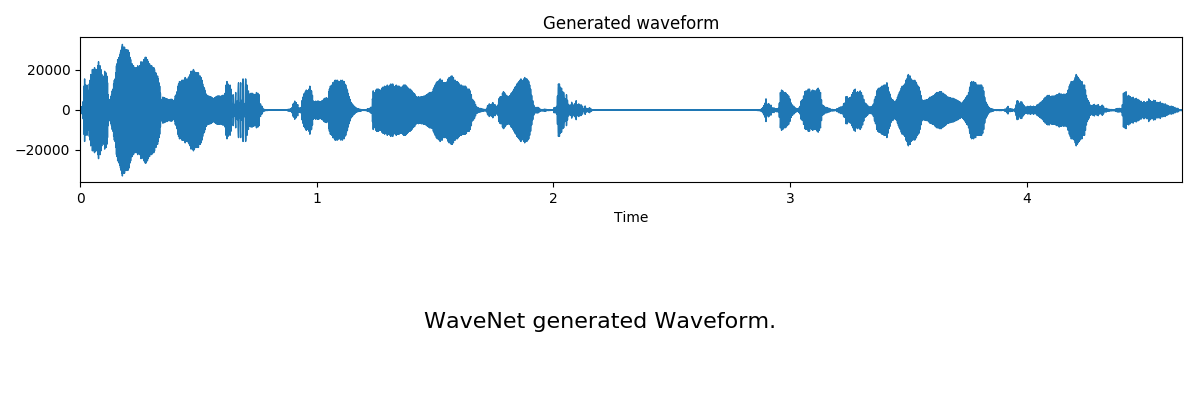 Generated waveform
20000
0
−20000
0 1 2 3 4
Time
WaveNet generated Waveform.